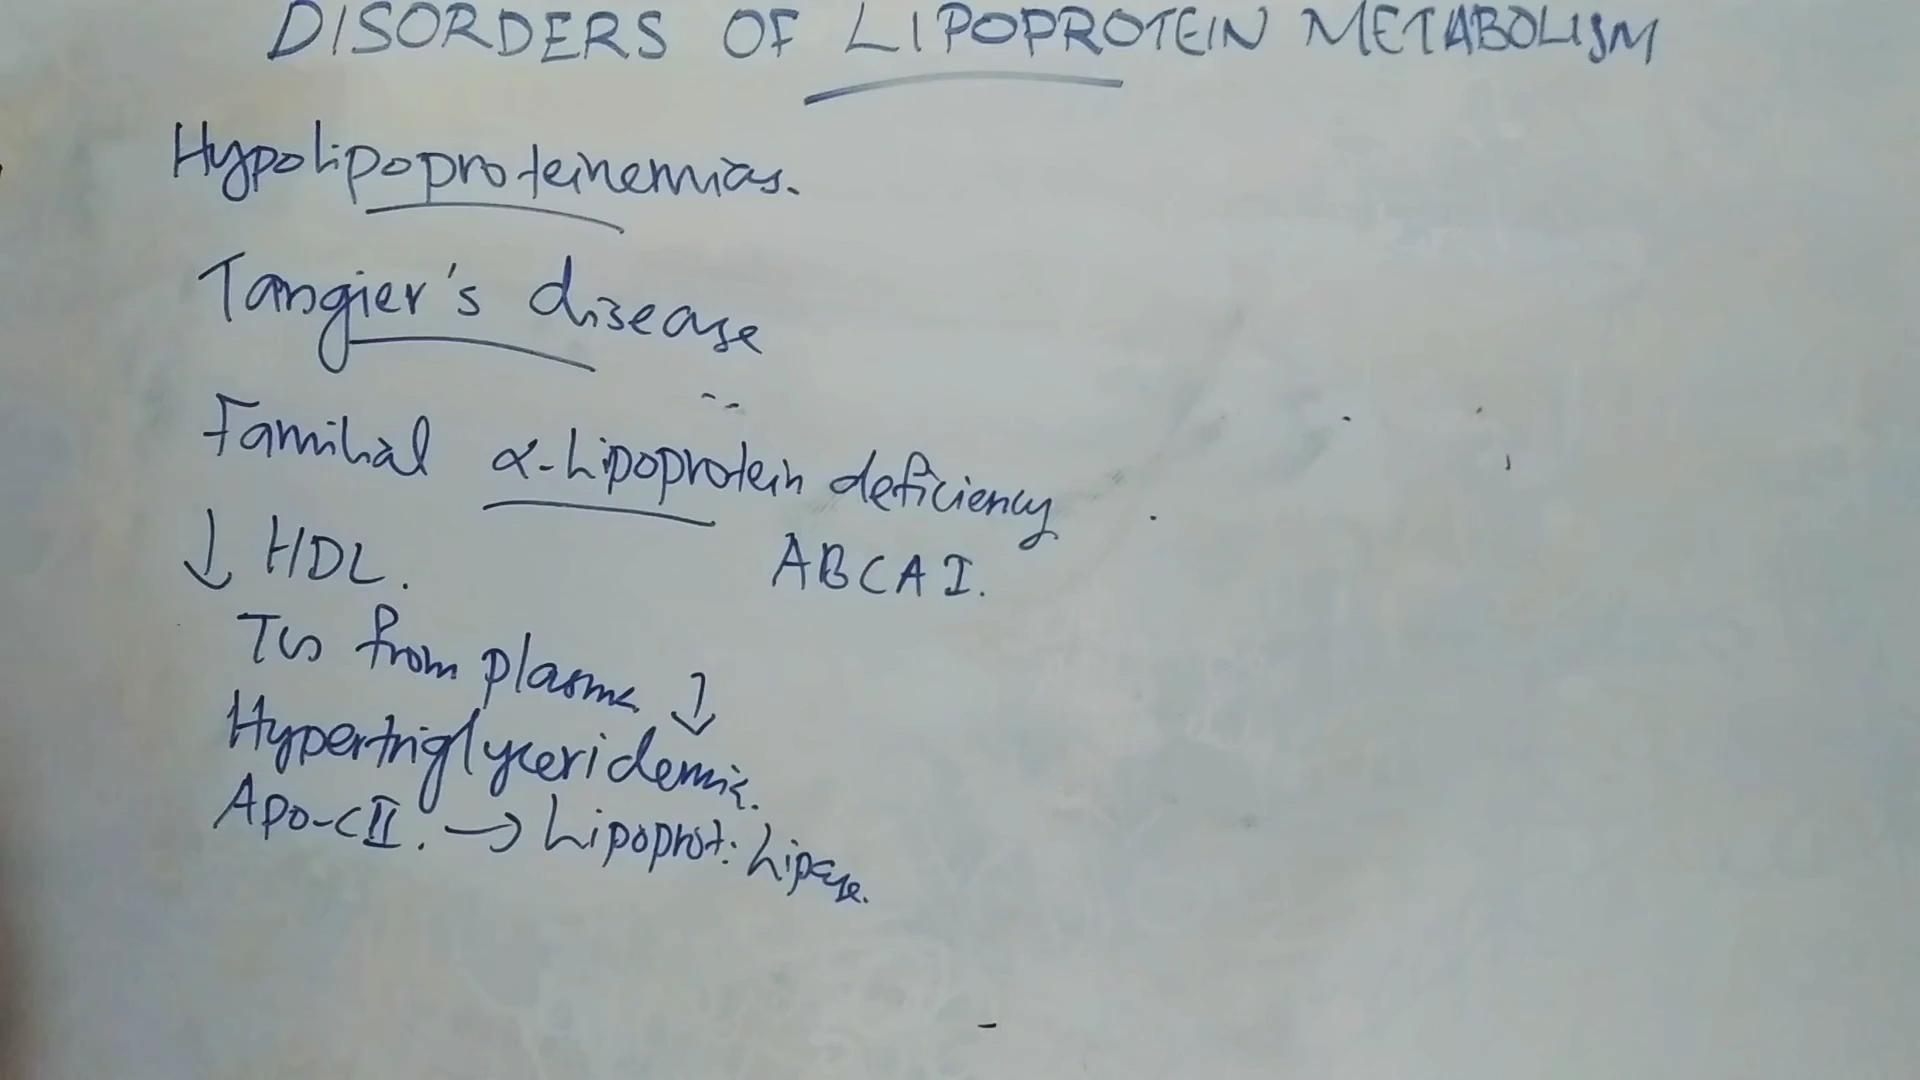 DISORDERS OF LIPOPROTEIN METABOLISM
Hypolipoproteinemias.
Tangier's disease
Familial α-Lipoprotein deficiency
↓ HDL. ABCA I.
TGs from plasma ↓
Hypertriglyceridemia.
Apo-CII. → Lipoprot: Lipase.